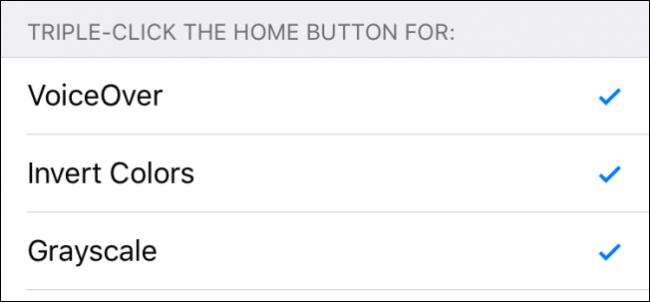 TRIPLE-CLICK THE HOME BUTTON FOR:
VoiceOver
Invert Colors
Grayscale